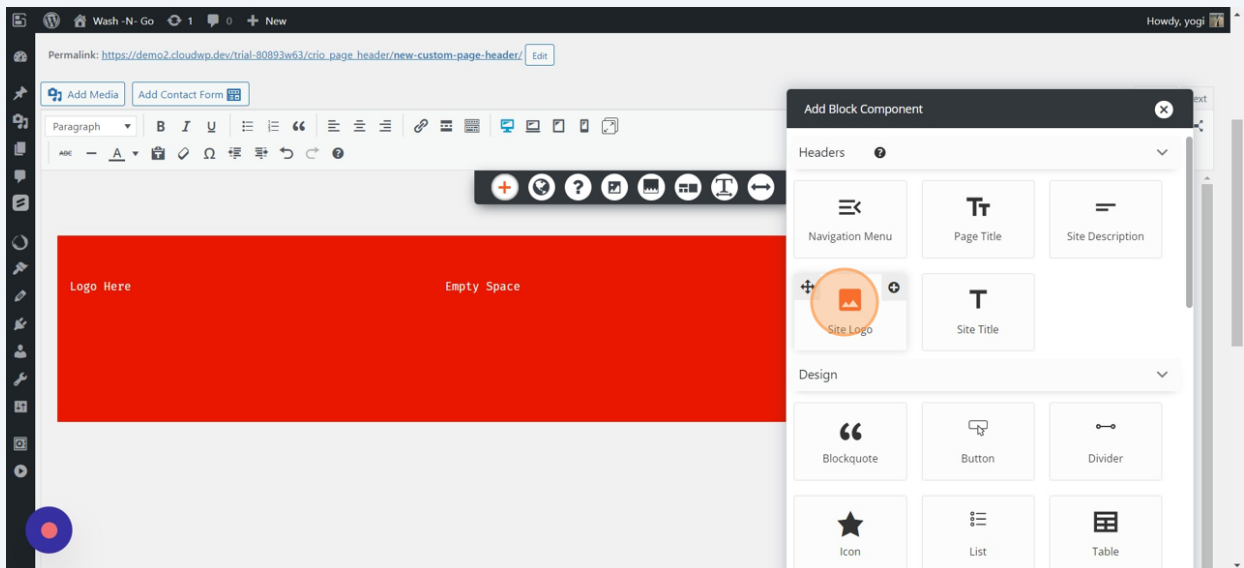 Wash -N- Go 1 0 New Howdy, yogi
Permalink: https://demo2.cloudwp.dev/trial-80893w63/crio_page_header/new-custom-page-header/ Edit
Add Media Add Contact Form ext
Paragraph B I U
ABC A Ω
Add Block Component
Headers
Navigation Menu Page Title Site Description
Site Logo Site Title
Logo Here Empty Space
Design
Blockquote Button Divider
Icon List Table